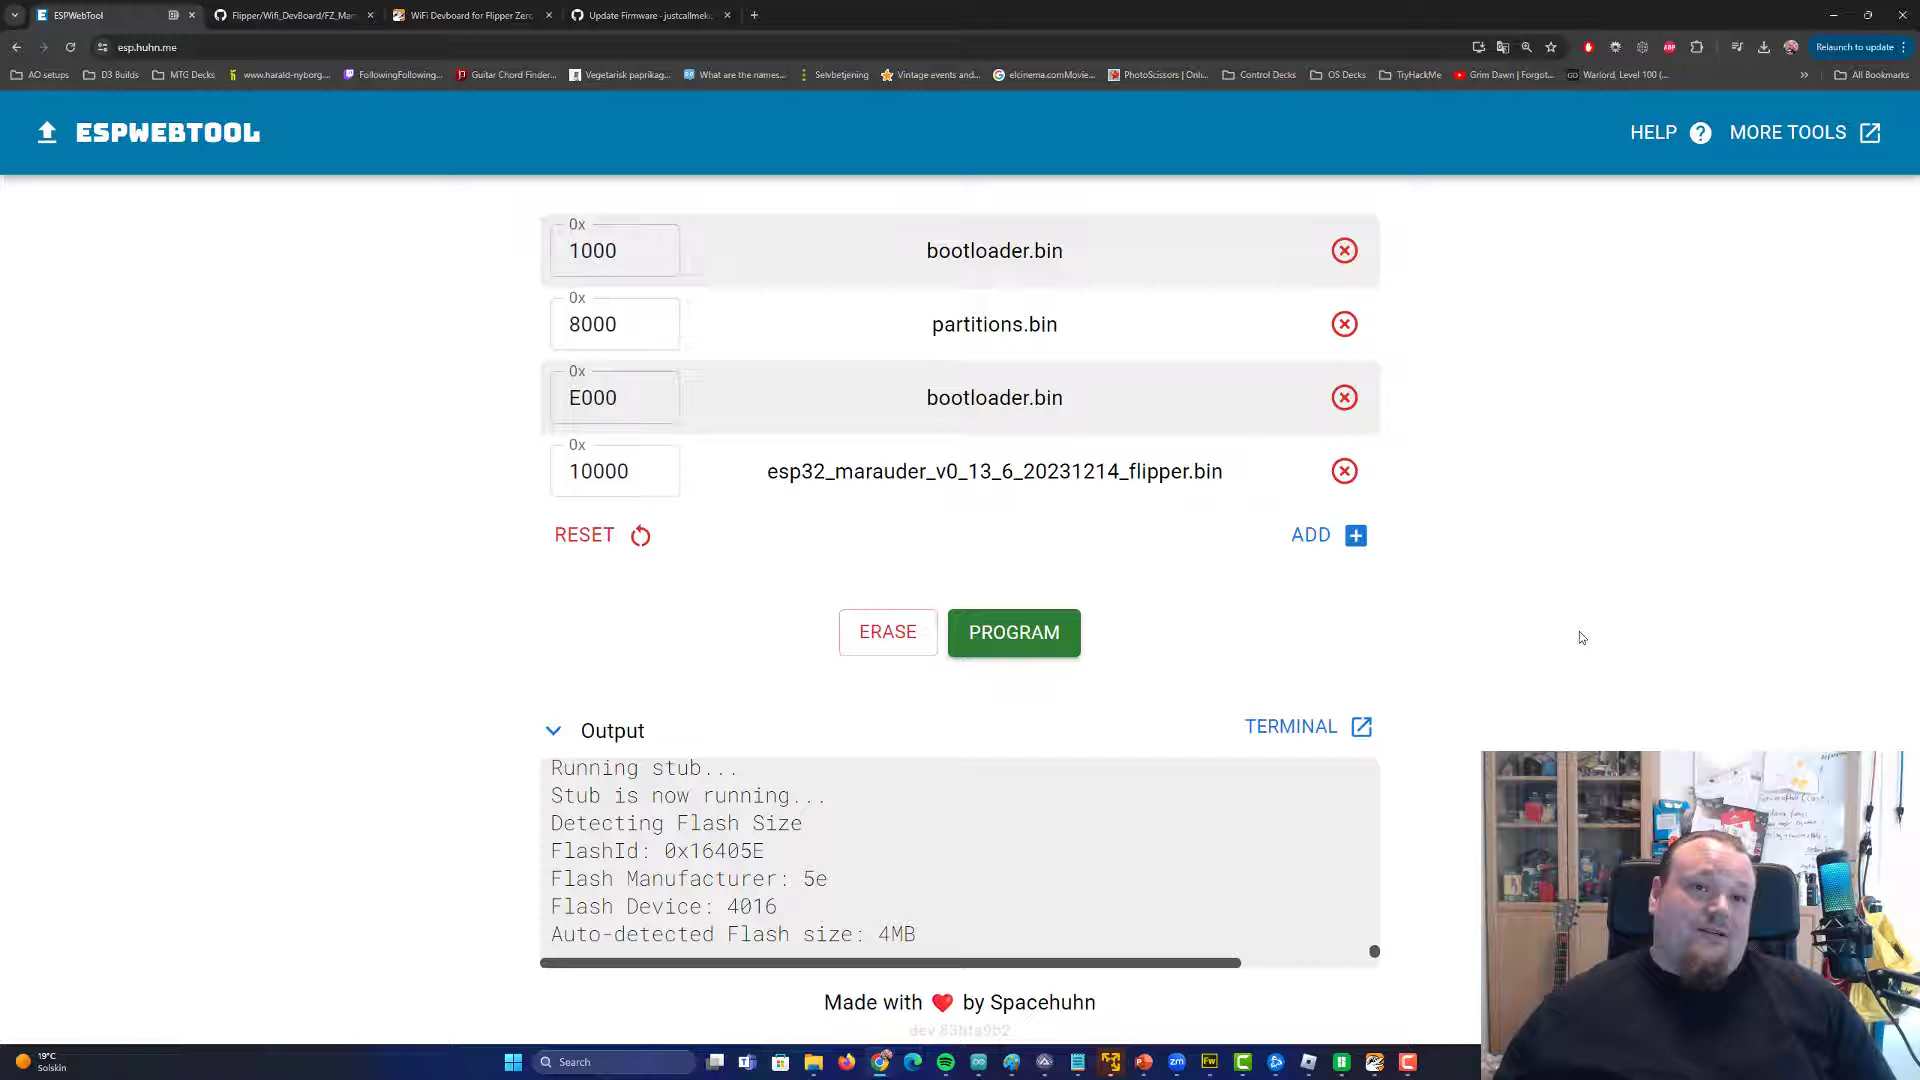 ESPWebTool
Flipper/Wifi_DevBoard/FZ_Mar
WiFi Devboard for Flipper Zero
Update Firmware · justcallmeko
esp.huhn.me
Relaunch to update
AO setups
D3 Builds
MTG Decks
www.harald-nyborg....
FollowingFollowing...
Guitar Chord Finder...
Vegetarisk paprikag...
What are the names...
Selvbetjening
Vintage events and...
elcinema.comMovie...
PhotoScissors | Onli...
Control Decks
OS Decks
TryHackMe
Grim Dawn | Forgot...
Warlord, Level 100 (...
All Bookmarks
ESPWEBTOOL
HELP
MORE TOOLS
0x
1000
bootloader.bin
0x
8000
partitions.bin
0x
E000
bootloader.bin
0x
10000
esp32_marauder_v0_13_6_20231214_flipper.bin
RESET
ADD
ERASE
PROGRAM
Output
TERMINAL
Running stub...
Stub is now running...
Detecting Flash Size
FlashId: 0x16405E
Flash Manufacturer: 5e
Flash Device: 4016
Auto-detected Flash size: 4MB
Made with ❤ by Spacehuhn
19°C
Solskin
Search